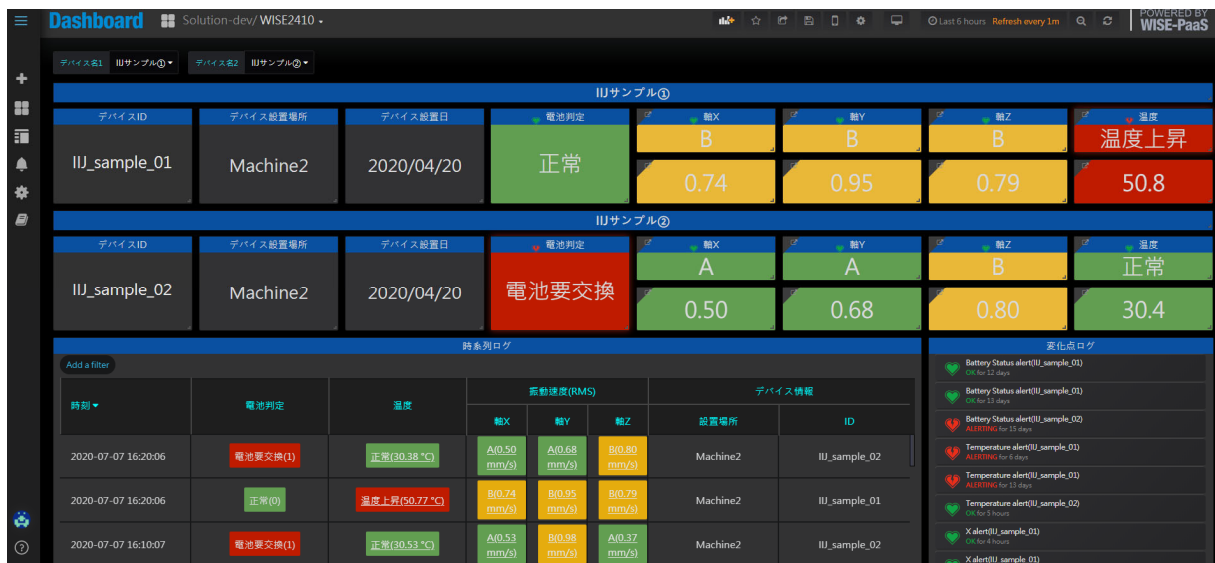 Dashboard Solution-dev/ WISE2410
Last 6 hours Refresh every 1m
POWERED BY
WISE-PaaS
デバイス名1 IIJサンプル① デバイス名2 IIJサンプル②
IIJサンプル①
デバイスID デバイス設置場所 デバイス設置日 電池判定 軸X 軸Y 軸Z 温度
IIJ_sample_01 Machine2 2020/04/20 正常 B B B 温度上昇
0.74 0.95 0.79 50.8
IIJサンプル②
デバイスID デバイス設置場所 デバイス設置日 電池判定 軸X 軸Y 軸Z 温度
IIJ_sample_02 Machine2 2020/04/20 電池要交換 A A B 正常
0.50 0.68 0.80 30.4
時系列ログ
Add a filter
時刻 電池判定 温度 振動速度(RMS) デバイス情報
軸X 軸Y 軸Z 設置場所 ID
2020-07-07 16:20:06 電池要交換(1) 正常(30.38 °C) A(0.50 mm/s) A(0.68 mm/s) B(0.80 mm/s) Machine2 IIJ_sample_02
2020-07-07 16:20:06 正常(0) 温度上昇(50.77 °C) B(0.74 mm/s) B(0.95 mm/s) B(0.79 mm/s) Machine2 IIJ_sample_01
2020-07-07 16:10:07 電池要交換(1) 正常(30.53 °C) A(0.53 mm/s) B(0.98 mm/s) A(0.37 mm/s) Machine2 IIJ_sample_02
変化点ログ
Battery Status alert(IIJ_sample_01)
OK for 12 days
Battery Status alert(IIJ_sample_01)
OK for 13 days
Battery Status alert(IIJ_sample_02)
ALERTING for 15 days
Temperature alert(IIJ_sample_01)
ALERTING for 6 days
Temperature alert(IIJ_sample_01)
ALERTING for 13 days
Temperature alert(IIJ_sample_02)
OK for 5 hours
X alert(IIJ_sample_01)
OK for 4 hours
X alert(IIJ_sample_01)